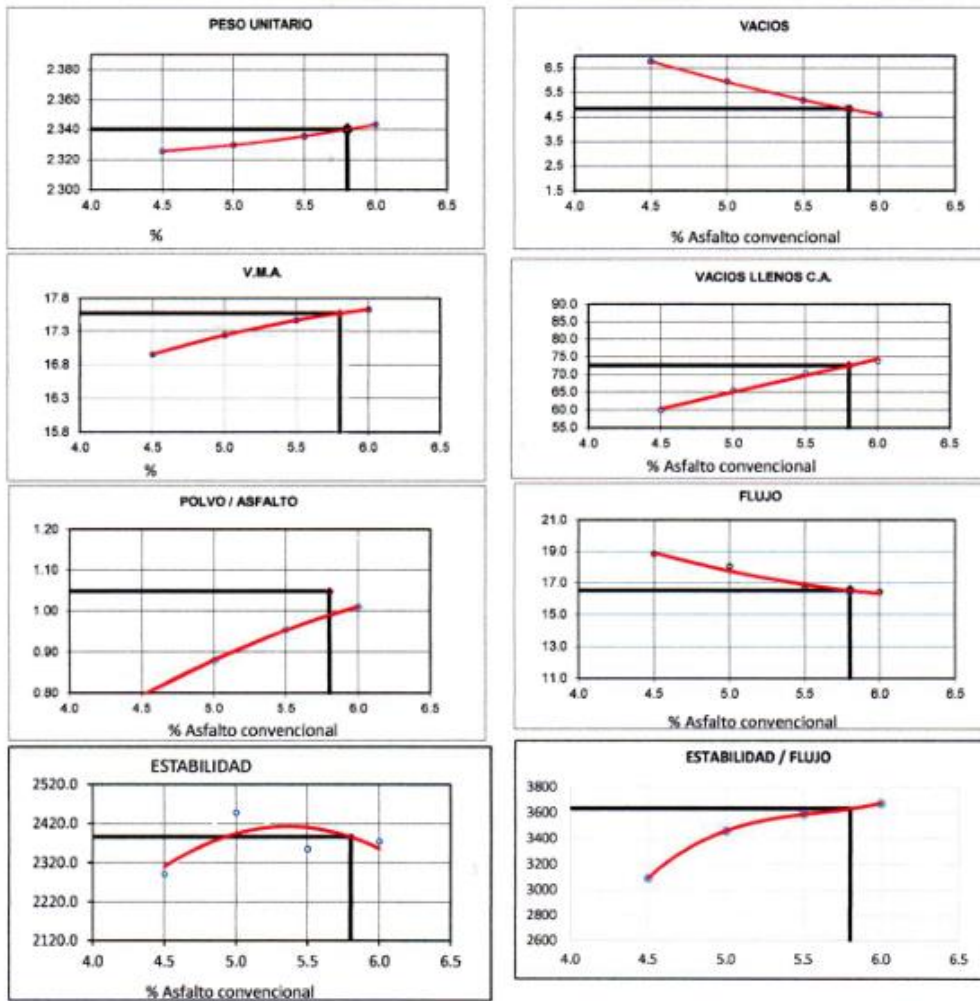 PESO UNITARIO
2.380
2.360
2.340
2.320
2.300
4.0 4.5 5.0 5.5 6.0 6.5
%
VACIOS
6.5
5.5
4.5
3.5
2.5
1.5
4.0 4.5 5.0 5.5 6.0 6.5
% Asfalto convencional
V.M.A.
17.8
17.3
16.8
16.3
15.8
4.0 4.5 5.0 5.5 6.0 6.5
%
VACIOS LLENOS C.A.
90.0
85.0
80.0
75.0
70.0
65.0
60.0
55.0
4.0 4.5 5.0 5.5 6.0 6.5
% Asfalto convencional
POLVO / ASFALTO
1.20
1.10
1.00
0.90
0.80
4.0 4.5 5.0 5.5 6.0 6.5
% Asfalto convencional
FLUJO
21.0
19.0
17.0
15.0
13.0
11.0
4.0 4.5 5.0 5.5 6.0 6.5
% Asfalto convencional
ESTABILIDAD
2520.0
2420.0
2320.0
2220.0
2120.0
4.0 4.5 5.0 5.5 6.0 6.5
% Asfalto convencional
ESTABILIDAD / FLUJO
3800
3600
3400
3200
3000
2800
2600
4.0 4.5 5.0 5.5 6.0 6.5